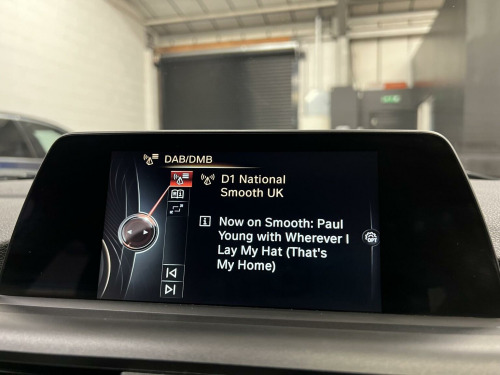 DAB/DMB
D1 National
Smooth UK
Now on Smooth: Paul
Young with Wherever I
Lay My Hat (That's
My Home)
OPT